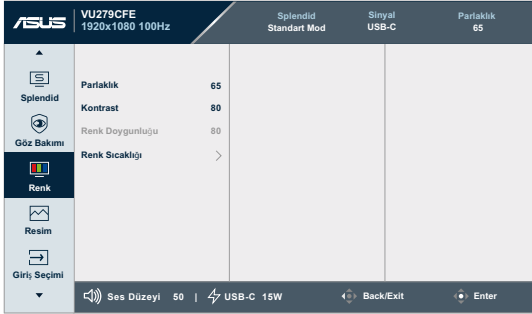 ASUS
VU279CFE
1920x1080 100Hz
Splendid
Standart Mod
Sinyal
USB-C
Parlaklık
65
Splendid
Göz Bakımı
Renk
Resim
Giriş Seçimi
Parlaklık 65
Kontrast 80
Renk Doygunluğu 80
Renk Sıcaklığı
Ses Düzeyi 50 | USB-C 15W Back/Exit Enter